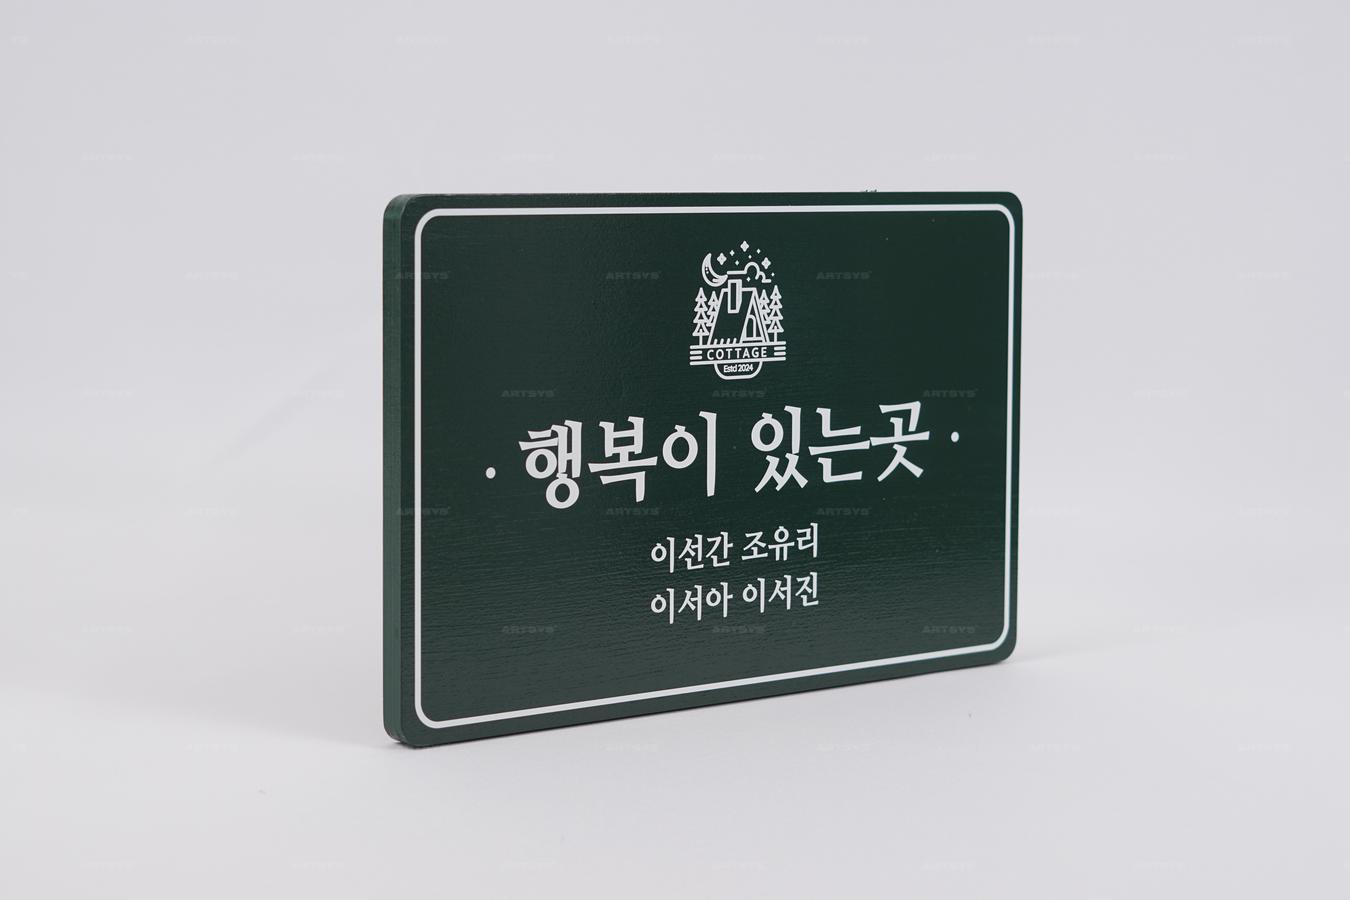 COTTAGE
Estd 2024
· 행복이 있는곳 ·
이선간 조유리
이서아 이서진
ARTSYS